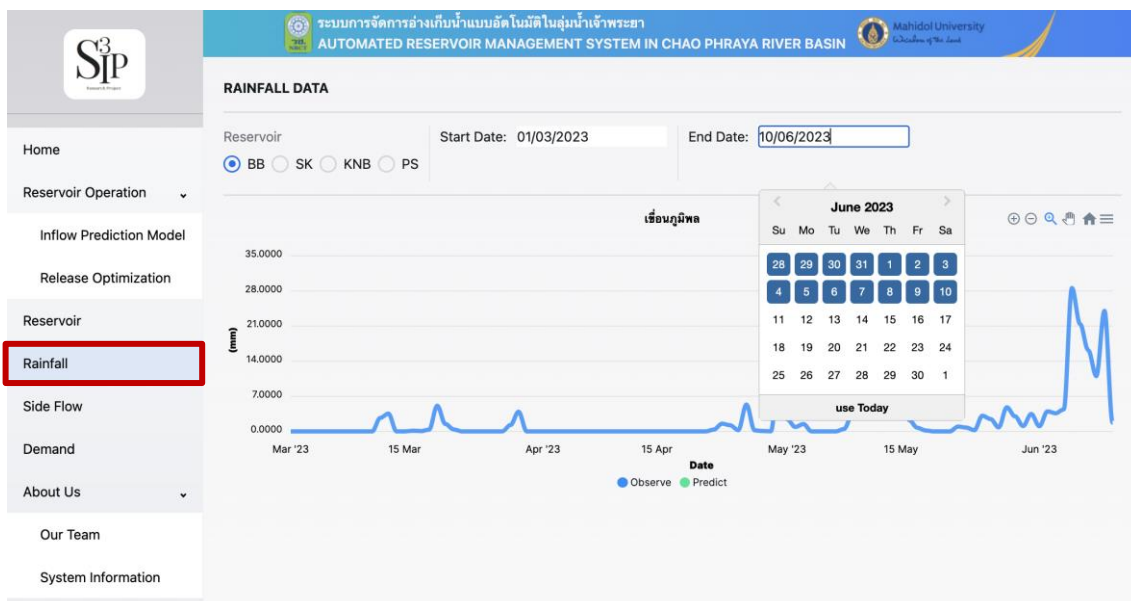 S3IP
Research Project
ระบบการจัดการอ่างเก็บน้ำแบบอัตโนมัติในลุ่มน้ำเจ้าพระยา
AUTOMATED RESERVOIR MANAGEMENT SYSTEM IN CHAO PHRAYA RIVER BASIN
วช.
NRCT
Mahidol University
Wisdom of the Land
Home
Reservoir Operation
Inflow Prediction Model
Release Optimization
Reservoir
Rainfall
Side Flow
Demand
About Us
Our Team
System Information
RAINFALL DATA
Reservoir
BB SK KNB PS
Start Date: 01/03/2023
End Date: 10/06/2023
เขื่อนภูมิพล
June 2023
Su Mo Tu We Th Fr Sa
28 29 30 31 1 2 3
4 5 6 7 8 9 10
11 12 13 14 15 16 17
18 19 20 21 22 23 24
25 26 27 28 29 30 1
use Today
35.0000
28.0000
21.0000
14.0000
7.0000
0.0000
(mm)
Mar '23 15 Mar Apr '23 15 Apr May '23 15 May Jun '23
Date
Observe Predict